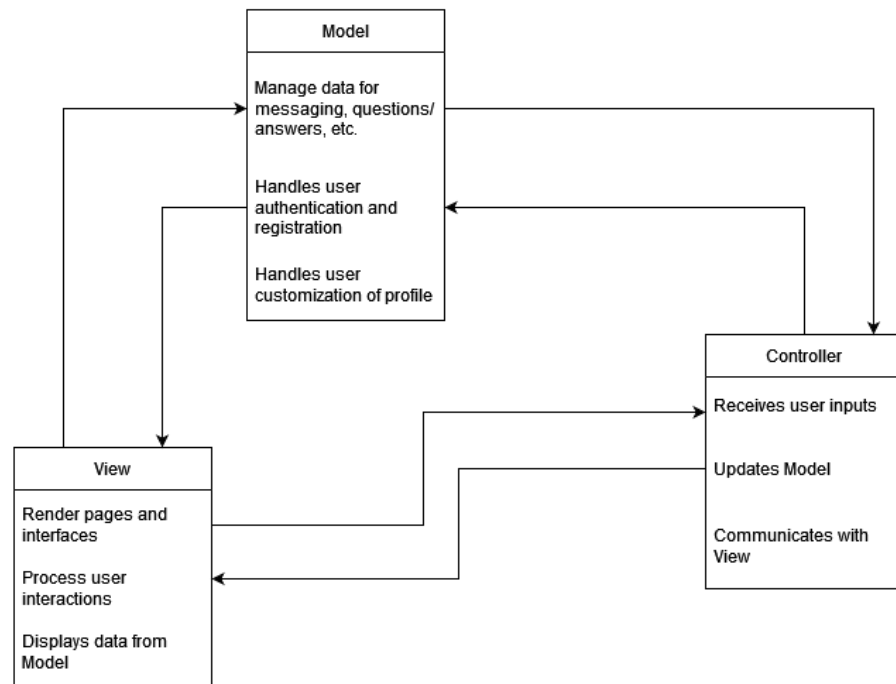 Model
Manage data for
messaging, questions/
answers, etc.
Handles user
authentication and
registration
Handles user
customization of profile
Controller
Receives user inputs
Updates Model
Communicates with
View
View
Render pages and
interfaces
Process user
interactions
Displays data from
Model